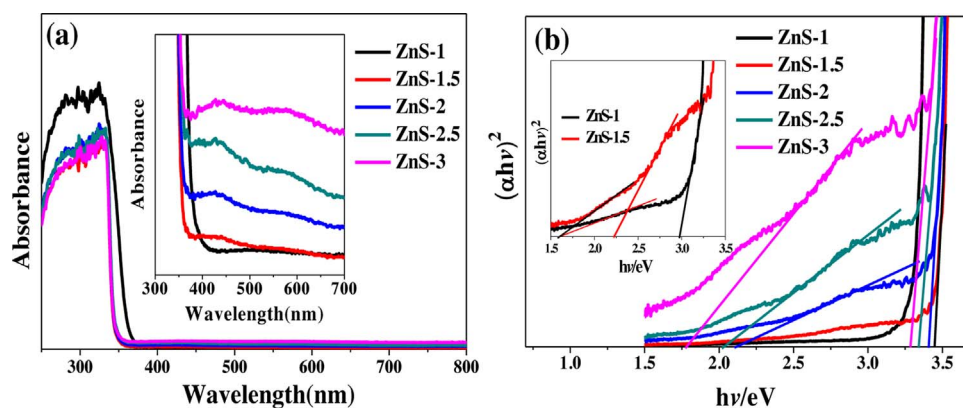 (a)
ZnS-1
ZnS-1.5
ZnS-2
ZnS-2.5
ZnS-3
Absorbance
Absorbance
300 400 500 600 700
Wavelength(nm)
300 400 500 600 700 800
Wavelength(nm)
(b)
ZnS-1
ZnS-1.5
ZnS-2
ZnS-2.5
ZnS-3
(αhν)²
ZnS-1
ZnS-1.5
(αhν)²
1.5 2.0 2.5 3.0 3.5
hν/eV
1.0 1.5 2.0 2.5 3.0 3.5
hν/eV